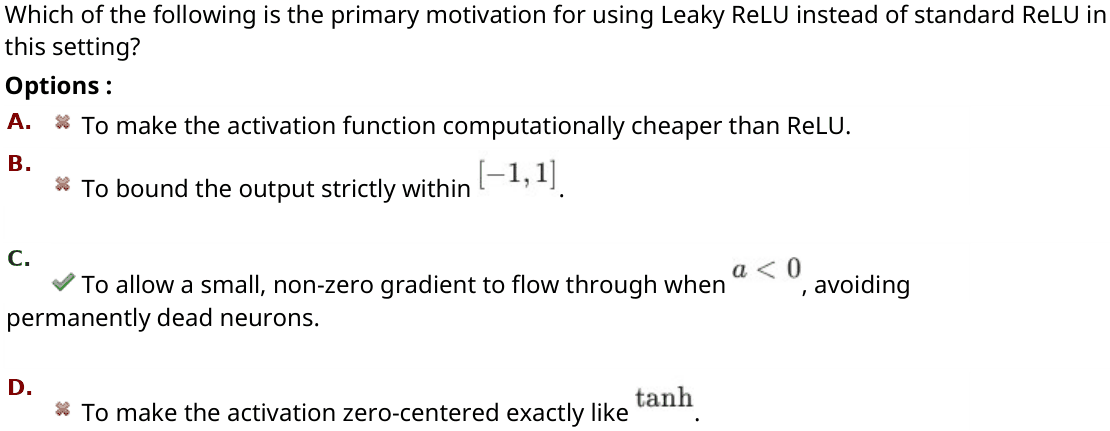 Which of the following is the primary motivation for using Leaky ReLU instead of standard ReLU in
this setting?
Options :
A. To make the activation function computationally cheaper than ReLU.
B.
To bound the output strictly within [−1, 1].
C.
To allow a small, non-zero gradient to flow through when a < 0, avoiding
permanently dead neurons.
D.
To make the activation zero-centered exactly like tanh.